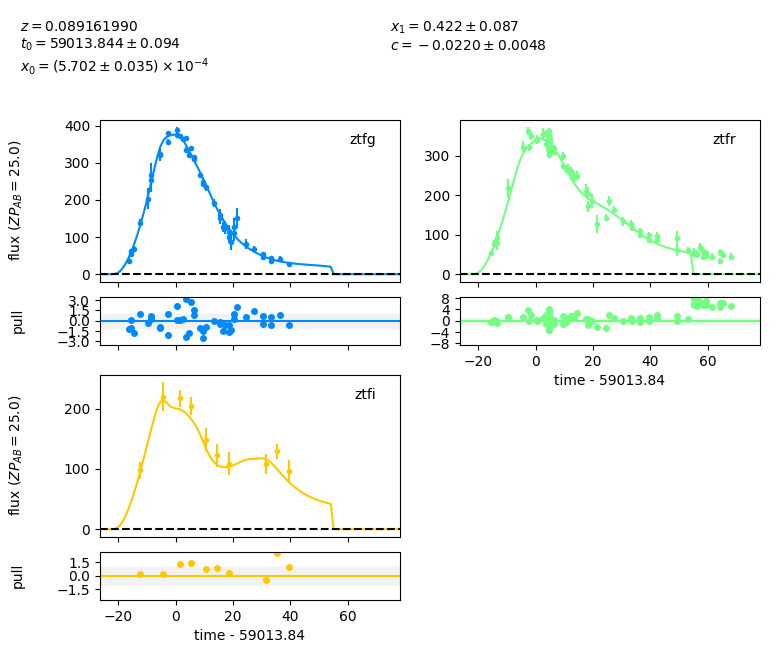 z = 0.089161990
t₀ = 59013.844 ± 0.094
x₀ = (5.702 ± 0.035) × 10⁻⁴
x₁ = 0.422 ± 0.087
c = −0.0220 ± 0.0048
flux (ZP_AB = 25.0)
400
300
200
100
0
ztfg
300
200
100
0
ztfr
pull
3.0
1.5
0.0
−1.5
−3.0
8
4
0
−4
−8
−20 0 20 40 60
time - 59013.84
flux (ZP_AB = 25.0)
200
100
0
ztfi
pull
1.5
0.0
−1.5
−20 0 20 40 60
time - 59013.84